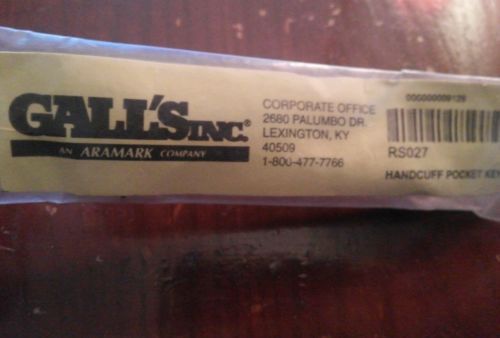 GALL'S INC.®
AN ARAMARK COMPANY
CORPORATE OFFICE
2680 PALUMBO DR.
LEXINGTON, KY
40509
1-800-477-7766
RS027
HANDCUFF POCKET KEY